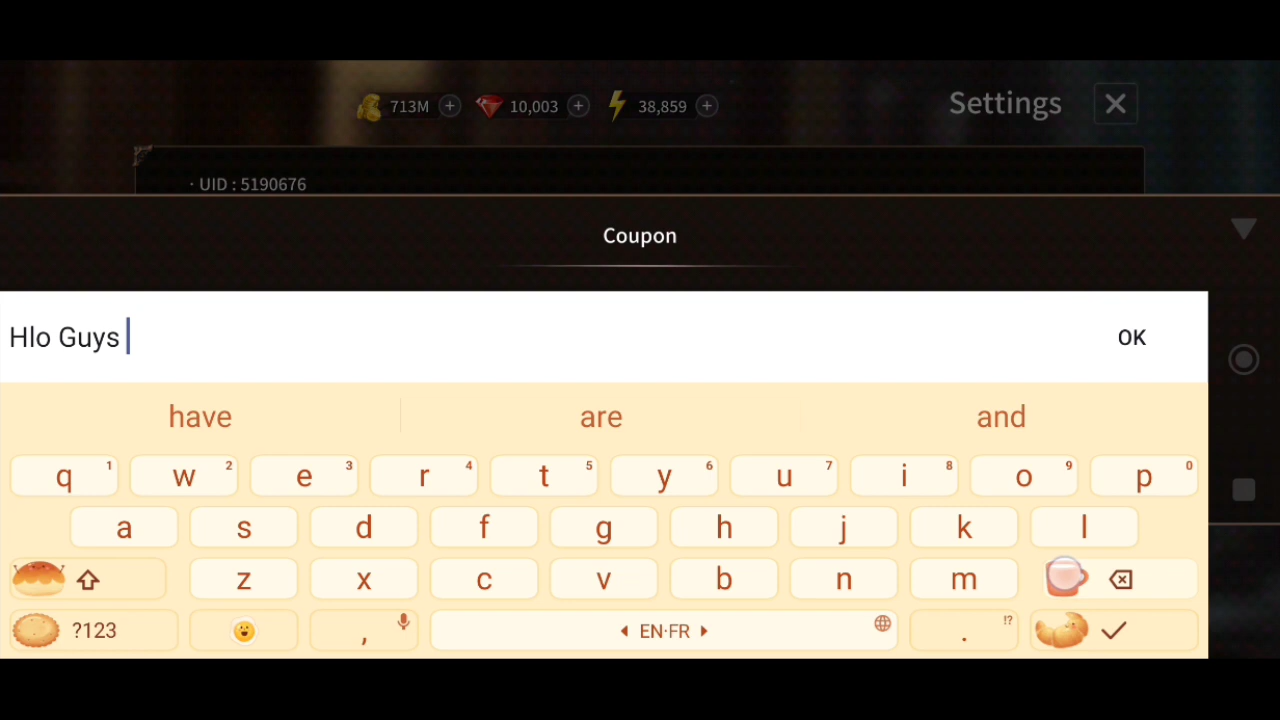 713M + 10,003 + 38,859 + Settings
· UID : 5190676
Coupon
Hlo Guys OK
have are and
q 1 w 2 e 3 r 4 t 5 y 6 u 7 i 8 o 9 p 0
a s d f g h j k l
z x c v b n m
?123 , EN·FR . !?